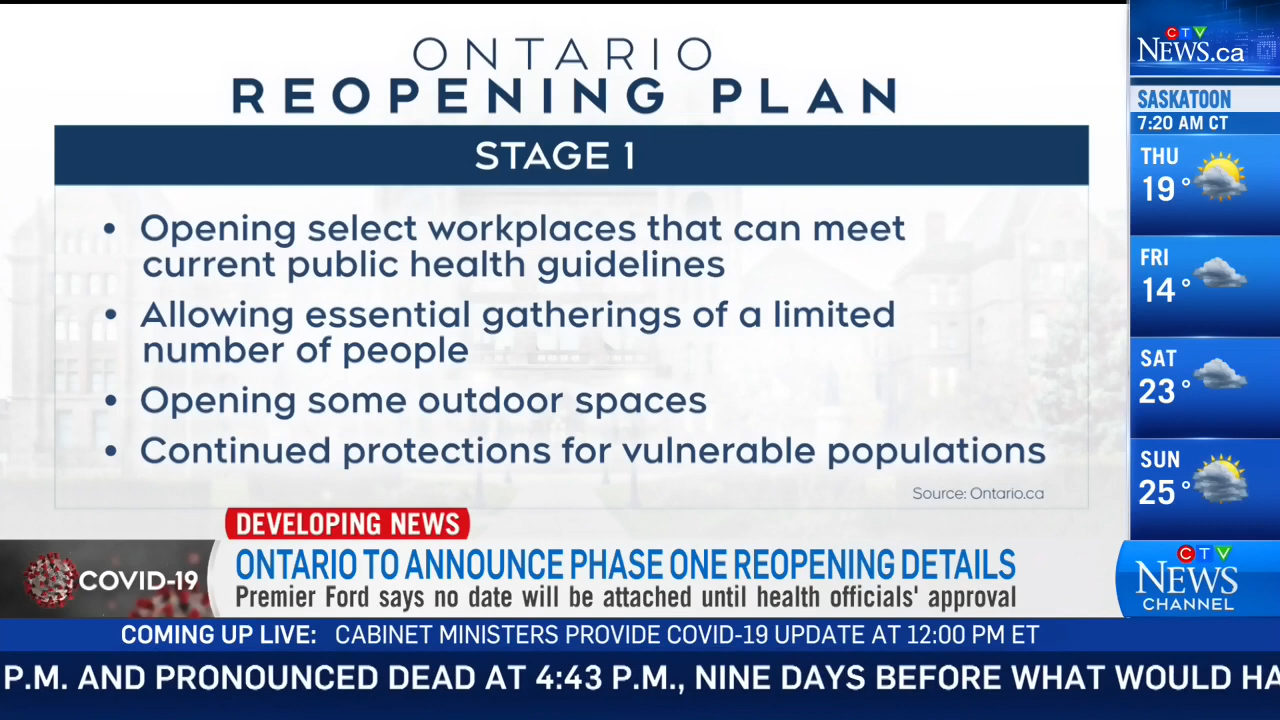 ONTARIO
REOPENING PLAN
STAGE 1
• Opening select workplaces that can meet
current public health guidelines
• Allowing essential gatherings of a limited
number of people
• Opening some outdoor spaces
• Continued protections for vulnerable populations
Source: Ontario.ca
DEVELOPING NEWS
COVID-19
ONTARIO TO ANNOUNCE PHASE ONE REOPENING DETAILS
Premier Ford says no date will be attached until health officials' approval
COMING UP LIVE: CABINET MINISTERS PROVIDE COVID-19 UPDATE AT 12:00 PM ET
P.M. AND PRONOUNCED DEAD AT 4:43 P.M., NINE DAYS BEFORE WHAT WOULD HA
CTV
NEWS.ca
SASKATOON
7:20 AM CT
THU
19°
FRI
14°
SAT
23°
SUN
25°
CTV
NEWS
CHANNEL